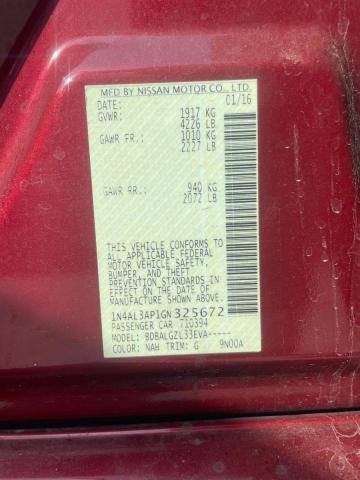 MFD BY NISSAN MOTOR CO., LTD.
DATE: 01/16
GVWR: 1917 KG
4226 LB
GAWR FR.: 1010 KG
2227 LB
GAWR RR.: 940 KG
2072 LB
THIS VEHICLE CONFORMS TO
ALL APPLICABLE FEDERAL
MOTOR VEHICLE SAFETY,
BUMPER, AND THEFT
PREVENTION STANDARDS IN
EFFECT ON THE DATE OF
MANUFACTURE SHOWN ABOVE.
1N4AL3AP1GN325672
PASSENGER CAR 710394
MODEL: BDBALGZL33EVA-----
COLOR: NAH TRIM: G 9N00A